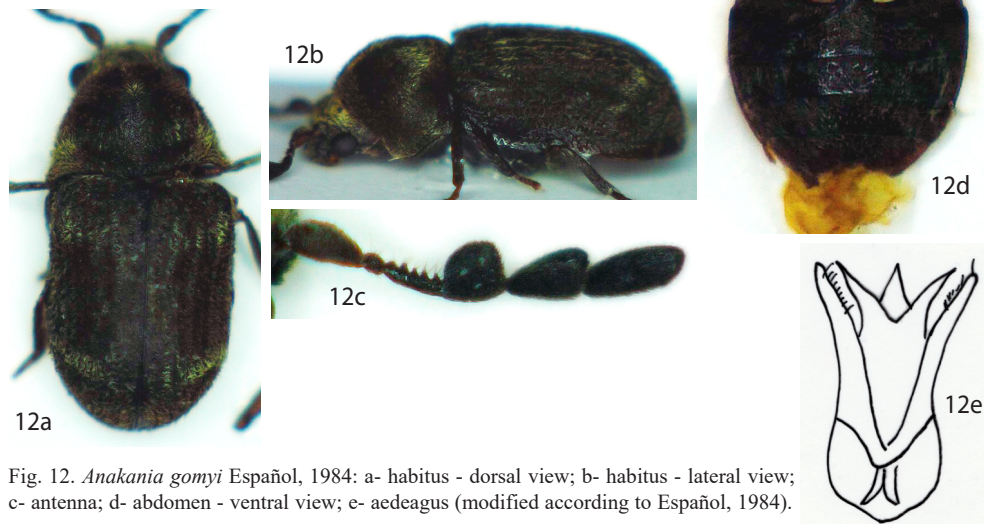 12a
12b
12c
12d
12e
Fig. 12. Anakania gomyi Español, 1984: a- habitus - dorsal view; b- habitus - lateral view;
c- antenna; d- abdomen - ventral view; e- aedeagus (modified according to Español, 1984).